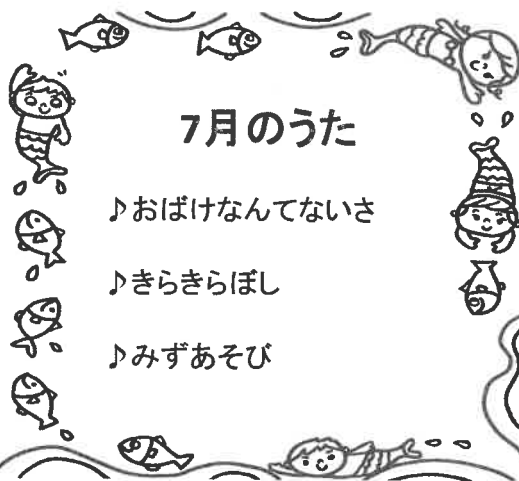 7月のうた
♪おばけなんてないさ
♪きらきらぼし
♪みずあそび